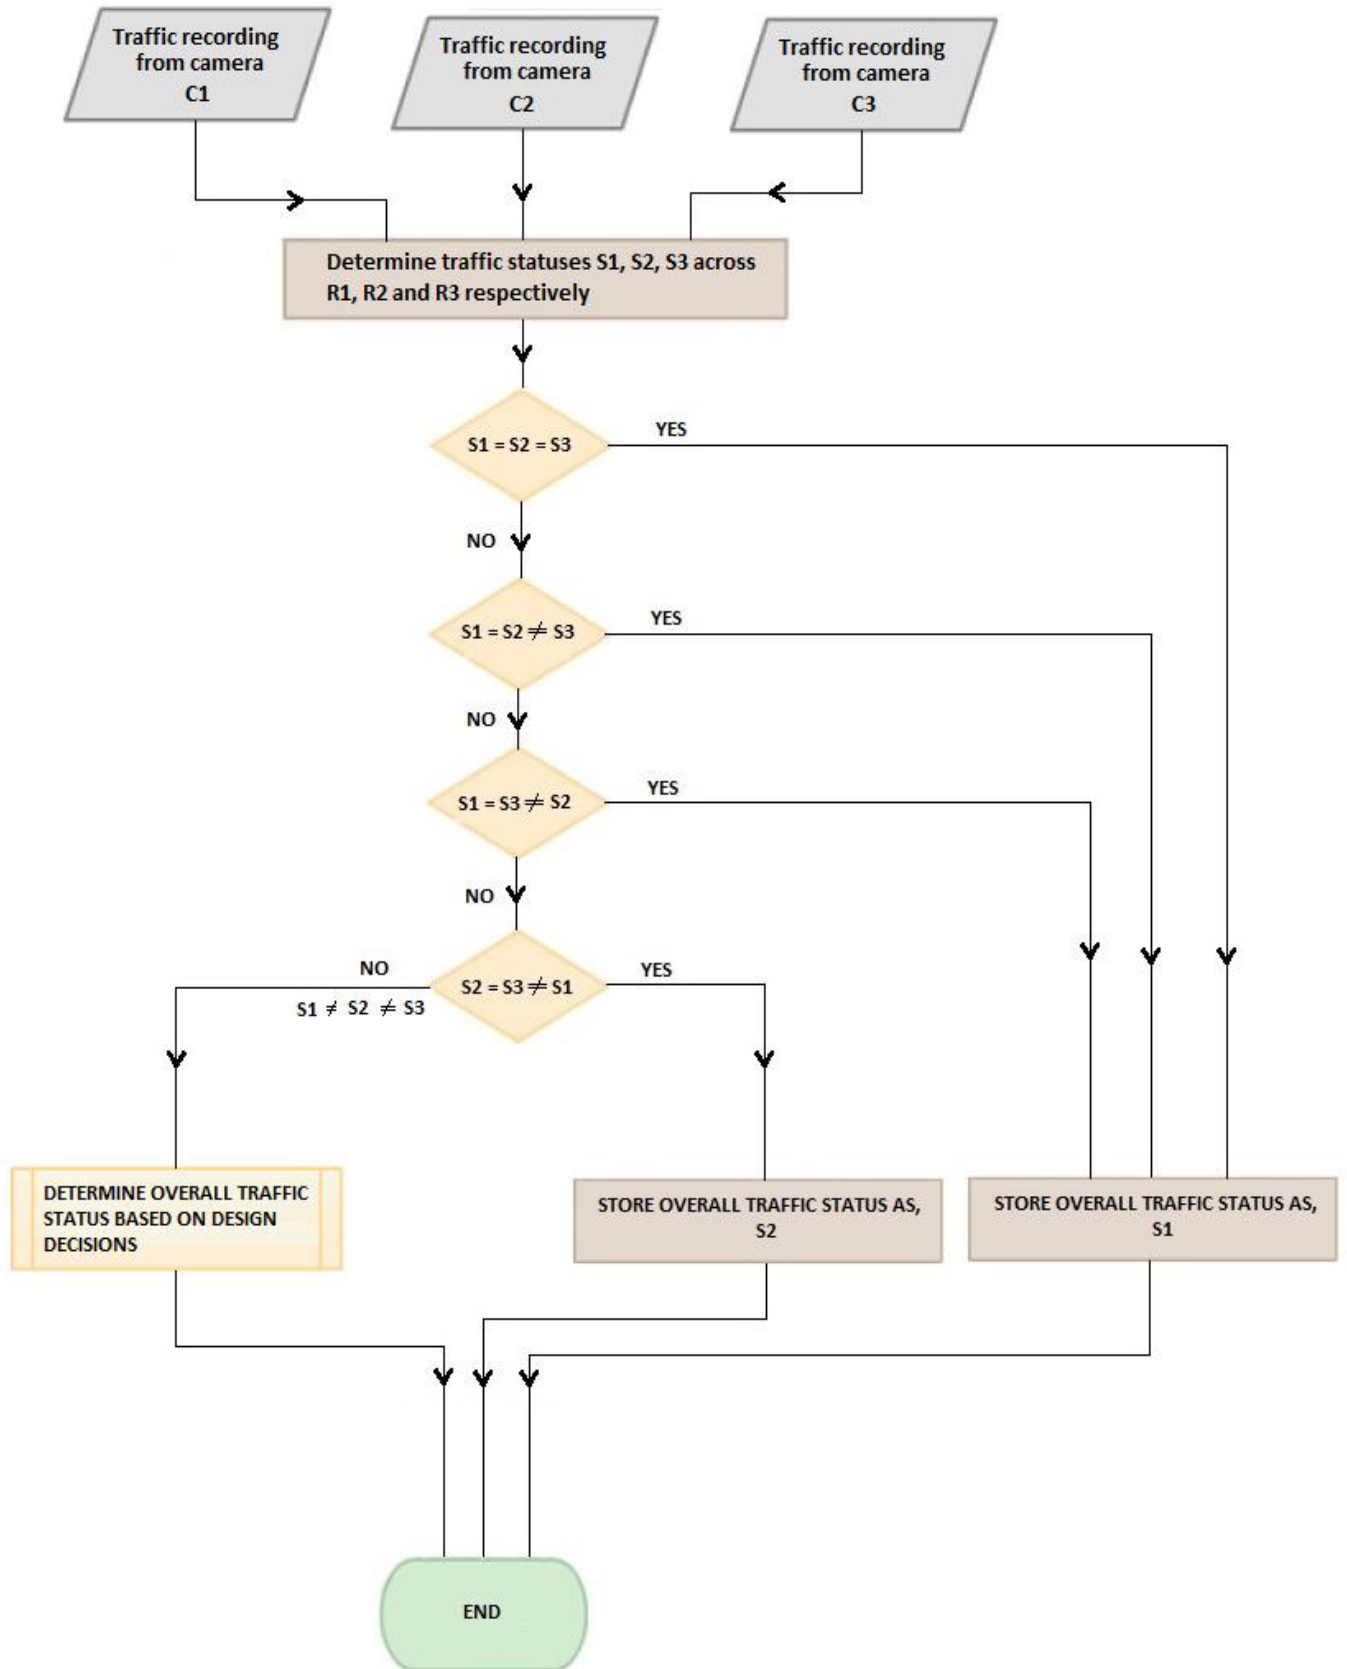 Traffic recording
from camera
C1
Traffic recording
from camera
C2
Traffic recording
from camera
C3
Determine traffic statuses S1, S2, S3 across
R1, R2 and R3 respectively
S1 = S2 = S3
YES
NO
S1 = S2 ≠ S3
YES
NO
S1 = S3 ≠ S2
YES
NO
S2 = S3 ≠ S1
YES
NO
S1 ≠ S2 ≠ S3
DETERMINE OVERALL TRAFFIC
STATUS BASED ON DESIGN
DECISIONS
STORE OVERALL TRAFFIC STATUS AS,
S2
STORE OVERALL TRAFFIC STATUS AS,
S1
END